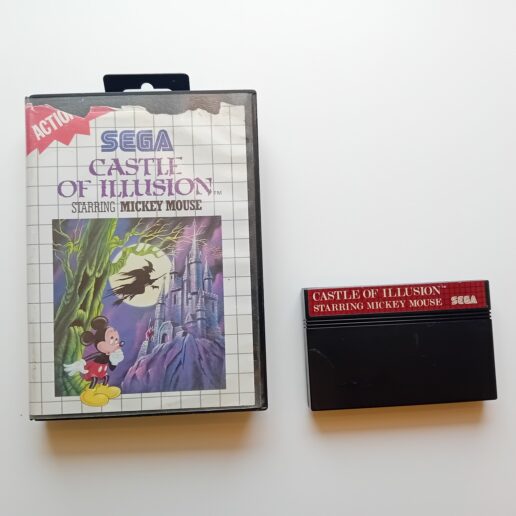 ACTION
SEGA
CASTLE
OF ILLUSION™
STARRING MICKEY MOUSE
CASTLE OF ILLUSION™
STARRING MICKEY MOUSE SEGA